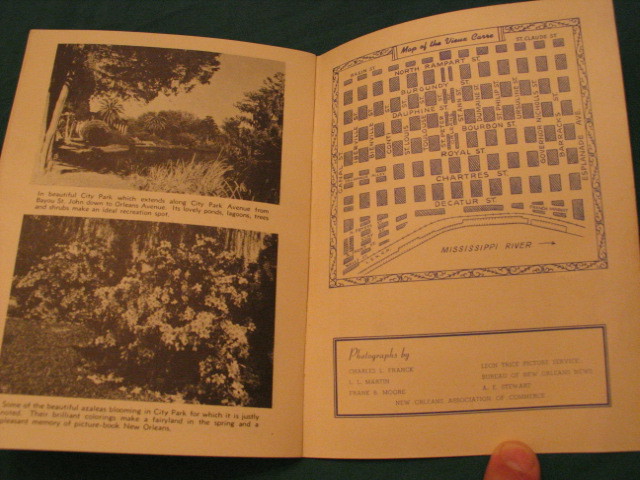 In beautiful City Park, which extends along City Park Avenue from
Bayou St. John down to Orleans Avenue. Its lovely ponds, lagoons, trees
and shrubs make an ideal recreation spot.
Some of the beautiful azaleas blooming in City Park for which it is justly
noted. Their brilliant colorings make a fairyland in the spring and a
pleasant memory of picture-book New Orleans.
Map of the Vieux Carre
ST. CLAUDE ST.
NORTH RAMPART ST.
BURGUNDY
DAUPHINE
BOURBON ST.
ROYAL ST.
CHARTRES ST.
DECATUR ST.
GOVERNOR NICHOLLS ST.
BARRACKS
ESPLANADE AVE.
MISSISSIPPI RIVER
Photographs by
CHARLES L. FRANCK
LEON TRICE PICTURE SERVICE
BUREAU OF NEW ORLEANS NEWS
FRANK A. MOORE
A. E. STEWART
NEW ORLEANS ASSOCIATION OF COMMERCE